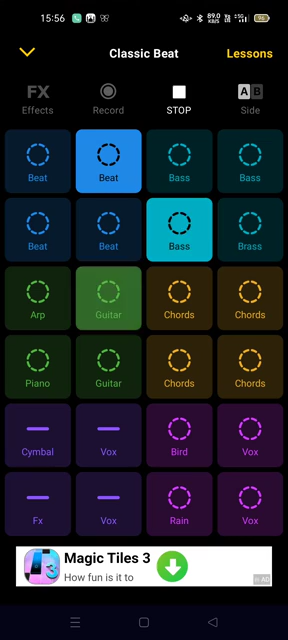 15:56
89.0 KB/S
96
Classic Beat
Lessons
FX
A B
Effects
Record
STOP
Side
Beat
Beat
Bass
Bass
Beat
Beat
Bass
Brass
Arp
Guitar
Chords
Chords
Piano
Guitar
Chords
Chords
Cymbal
Vox
Bird
Vox
Fx
Vox
Rain
Vox
Magic Tiles 3
How fun is it to
AD